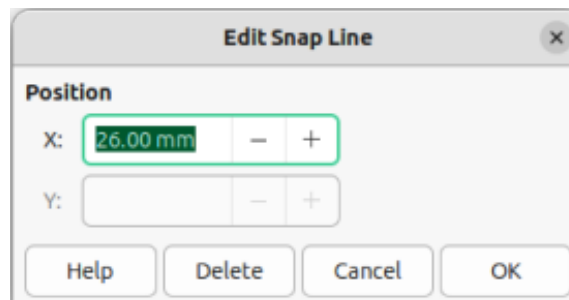 Edit Snap Line
Position
X: 26.00 mm
Y:
Help Delete Cancel OK